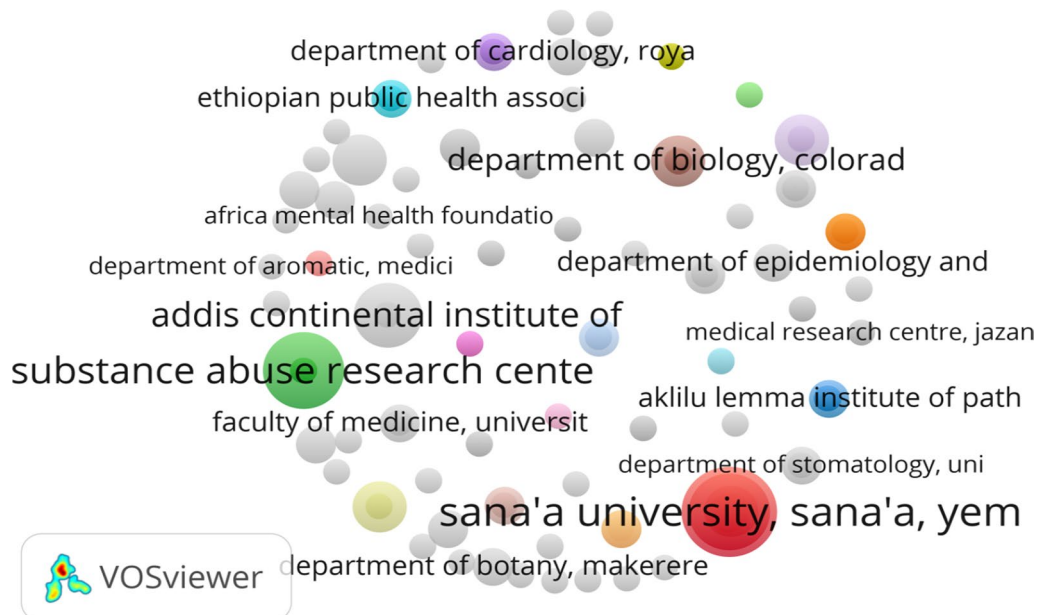 department of cardiology, roya
ethiopian public health associ
department of biology, colorad
africa mental health foundatio
department of aromatic, medici
department of epidemiology and
addis continental institute of
medical research centre, jazan
substance abuse research cente
aklilu lemma institute of path
faculty of medicine, universit
department of stomatology, uni
sana'a university, sana'a, yem
department of botany, makerere
VOSviewer